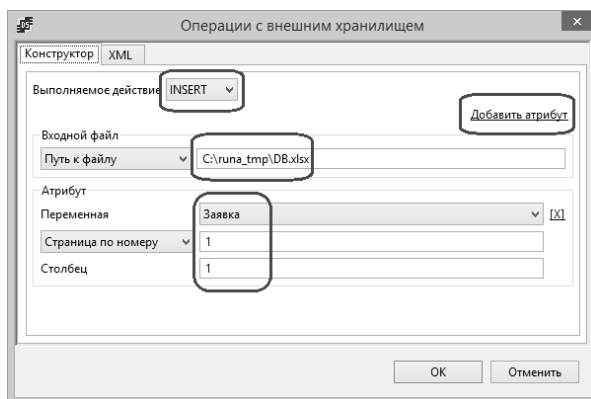 Операции с внешним хранилищем
Конструктор XML
Выполняемое действие INSERT
Добавить атрибут
Входной файл
Путь к файлу C:\runa_tmp\DB.xlsx
Атрибут
Переменная Заявка [X]
Страница по номеру 1
Столбец 1
OK Отменить